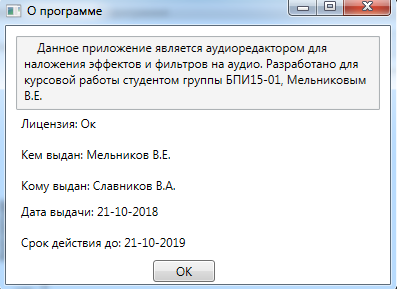 О программе
Данное приложение является аудиоредактором для
наложения эффектов и фильтров на аудио. Разработано для
курсовой работы студентом группы БПИ15-01, Мельниковым
В.Е.
Лицензия: Ок
Кем выдан: Мельников В.Е.
Кому выдан: Славников В.А.
Дата выдачи: 21-10-2018
Срок действия до: 21-10-2019
OK